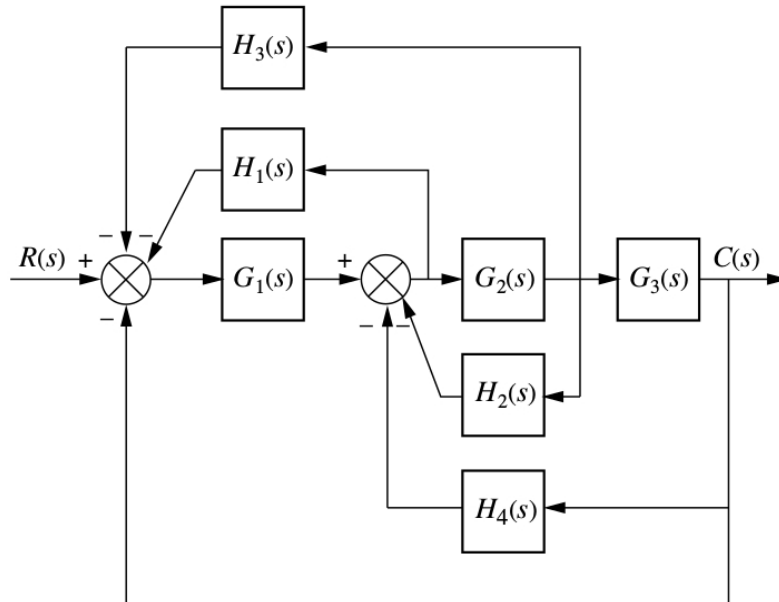 H₃(s)
H₁(s)
− −
R(s) + G₁(s) + G₂(s) G₃(s) C(s)
− − −
H₂(s)
H₄(s)